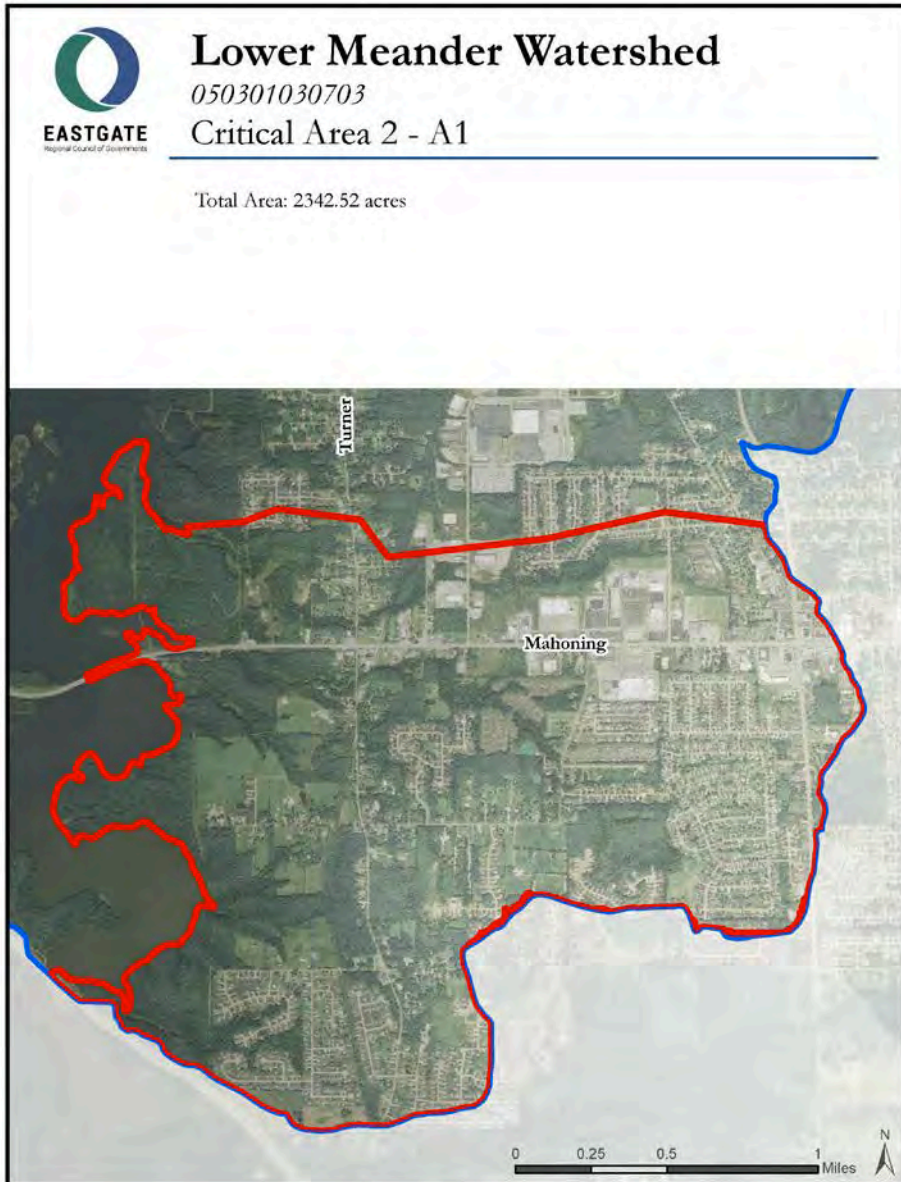 Lower Meander Watershed
050301030703
Critical Area 2 - A1
EASTGATE
Regional Council of Governments
Total Area: 2342.52 acres
Turner
Mahoning
N
0 0.25 0.5 1
Miles